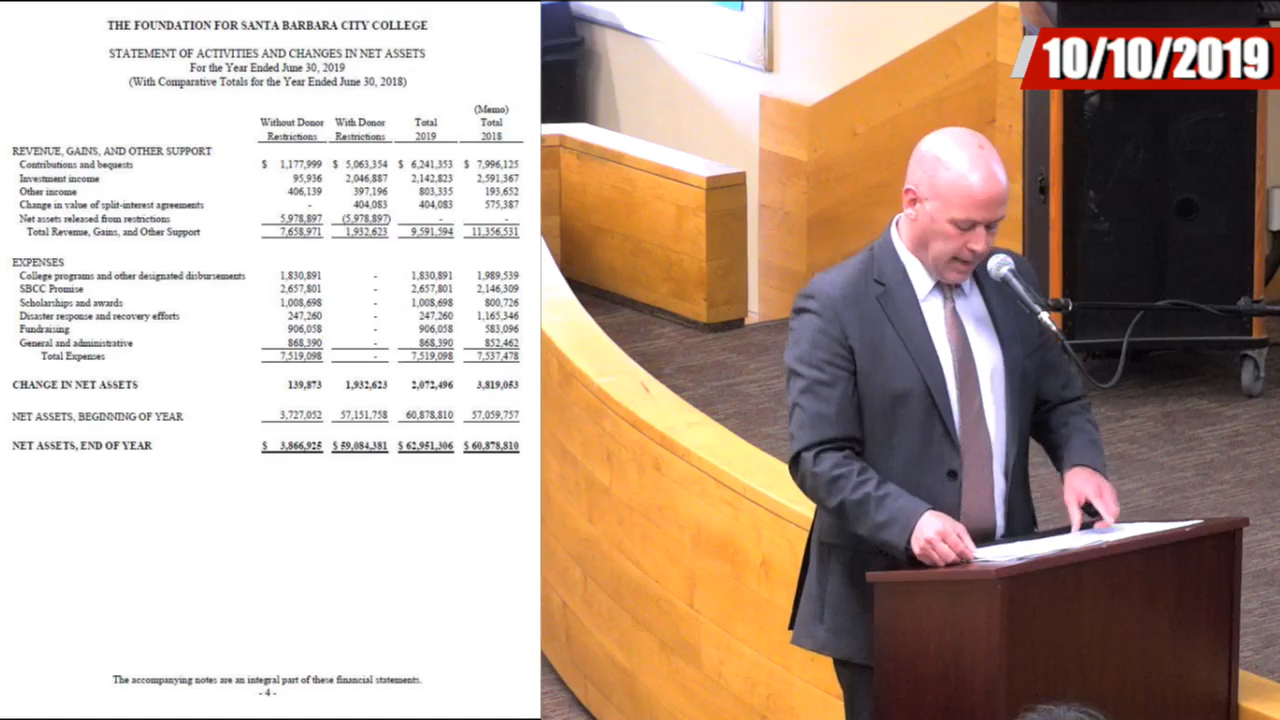 THE FOUNDATION FOR SANTA BARBARA CITY COLLEGE
STATEMENT OF ACTIVITIES AND CHANGES IN NET ASSETS
For the Year Ended June 30, 2019
(With Comparative Totals for the Year Ended June 30, 2018)
(Memo)
Without Donor With Donor Total Total
Restrictions Restrictions 2019 2018
REVENUE, GAINS, AND OTHER SUPPORT
Contributions and bequests $ 1,177,999 $ 5,063,354 $ 6,241,353 $ 7,996,125
Investment income 95,936 2,046,887 2,142,823 2,591,367
Other income 406,139 397,196 803,335 193,652
Change in value of split-interest agreements - 404,083 404,083 575,387
Net assets released from restrictions 5,978,897 (5,978,897) - -
Total Revenue, Gains, and Other Support 7,658,971 1,932,623 9,591,594 11,356,531
EXPENSES
College programs and other designated disbursements 1,830,891 - 1,830,891 1,989,539
SBCC Promise 2,657,801 - 2,657,801 2,146,309
Scholarships and awards 1,008,698 - 1,008,698 800,726
Disaster response and recovery efforts 247,260 - 247,260 1,165,346
Fundraising 906,058 - 906,058 583,096
General and administrative 868,390 - 868,390 852,462
Total Expenses 7,519,098 - 7,519,098 7,537,478
CHANGE IN NET ASSETS 139,873 1,932,623 2,072,496 3,819,053
NET ASSETS, BEGINNING OF YEAR 3,727,052 57,151,758 60,878,810 57,059,757
NET ASSETS, END OF YEAR $ 3,866,925 $ 59,084,381 $ 62,951,306 $ 60,878,810
The accompanying notes are an integral part of these financial statements.
- 4 -
10/10/2019